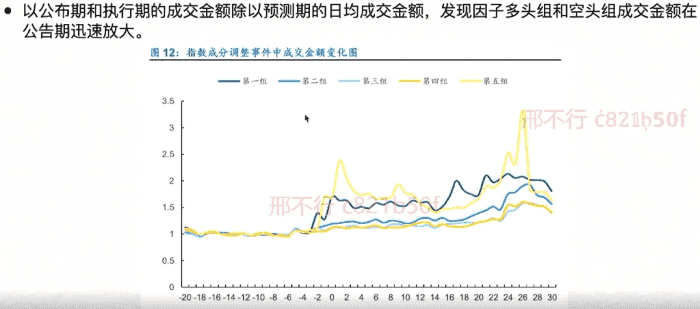 • 以公布期和执行期的成交金额除以预测期的日均成交金额，发现因子多头组和空头组成交金额在
公告期迅速放大。
图 12：指数成分调整事件中成交金额变化图
第一组 第二组 第三组 第四组 第五组
3.5
3
2.5
2
1.5
1
0.5
0
-20 -18 -16 -14 -12 -10 -8 -6 -4 -2 0 2 4 6 8 10 12 14 16 18 20 22 24 26 28 30
邢不行
邢不行